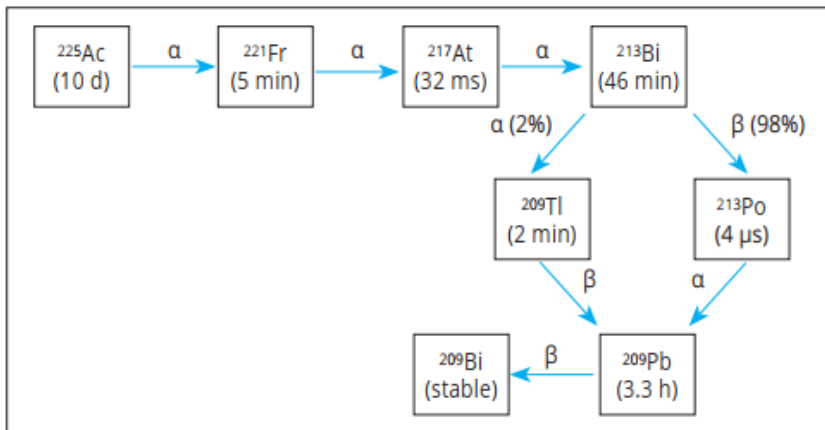 ²²⁵Ac
(10 d)
α
²²¹Fr
(5 min)
α
²¹⁷At
(32 ms)
α
²¹³Bi
(46 min)
α (2%)
β (98%)
²⁰⁹Tl
(2 min)
²¹³Po
(4 µs)
β
α
²⁰⁹Bi
(stable)
β
²⁰⁹Pb
(3.3 h)